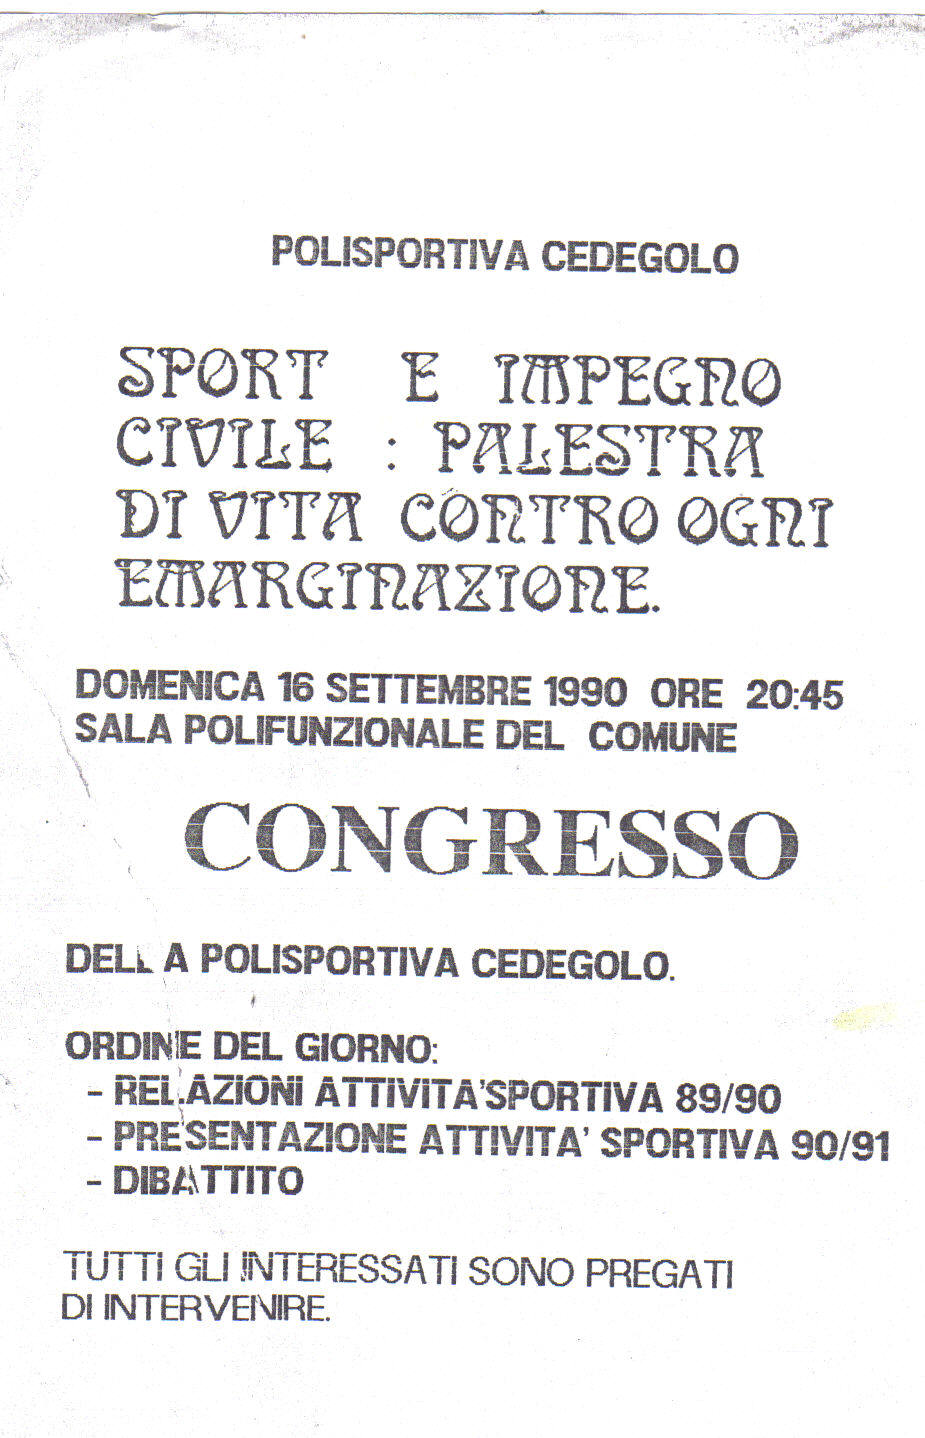 POLISPORTIVA CEDEGOLO
SPORT E IMPEGNO
CIVILE : PALESTRA
DI VITA CONTRO OGNI
EMARGINAZIONE.
DOMENICA 16 SETTEMBRE 1990 ORE 20:45
SALA POLIFUNZIONALE DEL COMUNE
CONGRESSO
DELLA POLISPORTIVA CEDEGOLO.
ORDINE DEL GIORNO:
- RELAZIONI ATTIVITA'SPORTIVA 89/90
- PRESENTAZIONE ATTIVITA' SPORTIVA 90/91
- DIBATTITO
TUTTI GLI INTERESSATI SONO PREGATI
DI INTERVENIRE.